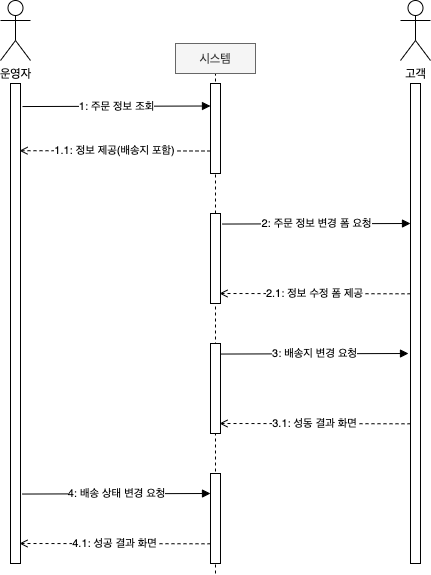 시스템
운영자
고객
1: 주문 정보 조회
1.1: 정보 제공(배송지 포함)
2: 주문 정보 변경 폼 요청
2.1: 정보 수정 폼 제공
3: 배송지 변경 요청
3.1: 성동 결과 화면
4: 배송 상태 변경 요청
4.1: 성공 결과 화면